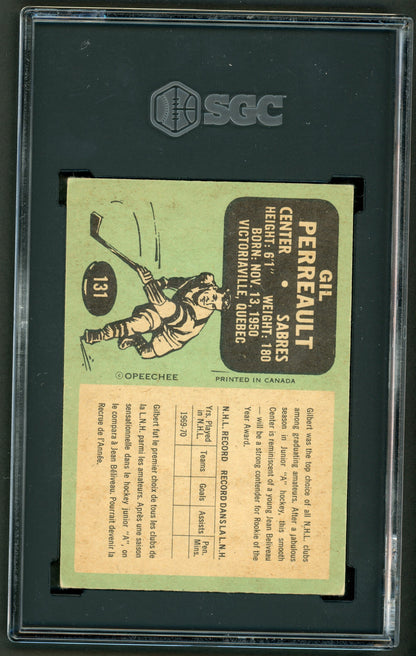 SGC
GIL
PERREAULT
CENTER • SABRES
HEIGHT: 6'1" WEIGHT: 180
BORN: NOV. 13, 1950
VICTORIAVILLE, QUEBEC
131
© OPEECHEE
PRINTED IN CANADA
Gilbert was the top choice of all N.H.L. clubs
among graduating amateurs. After a fabulous
season in Junior "A" hockey, this smooth
Center is reminiscent of a young Jean Beliveau
— will be a strong contender for Rookie of the
Year Award.
N.H.L. RECORD RECORD DANS LA L.N.H.
Yrs. Played
in N.H.L. Teams Goals Assists Pen.
Mins.
1969-70
Gilbert fut le premier choix de tous les clubs de
la L.N.H. parmi les amateurs. Après une saison
sensationnelle dans le hockey junior "A", on
le compara à Jean Béliveau. Pourrait devenir la
Recrue de l'Année.